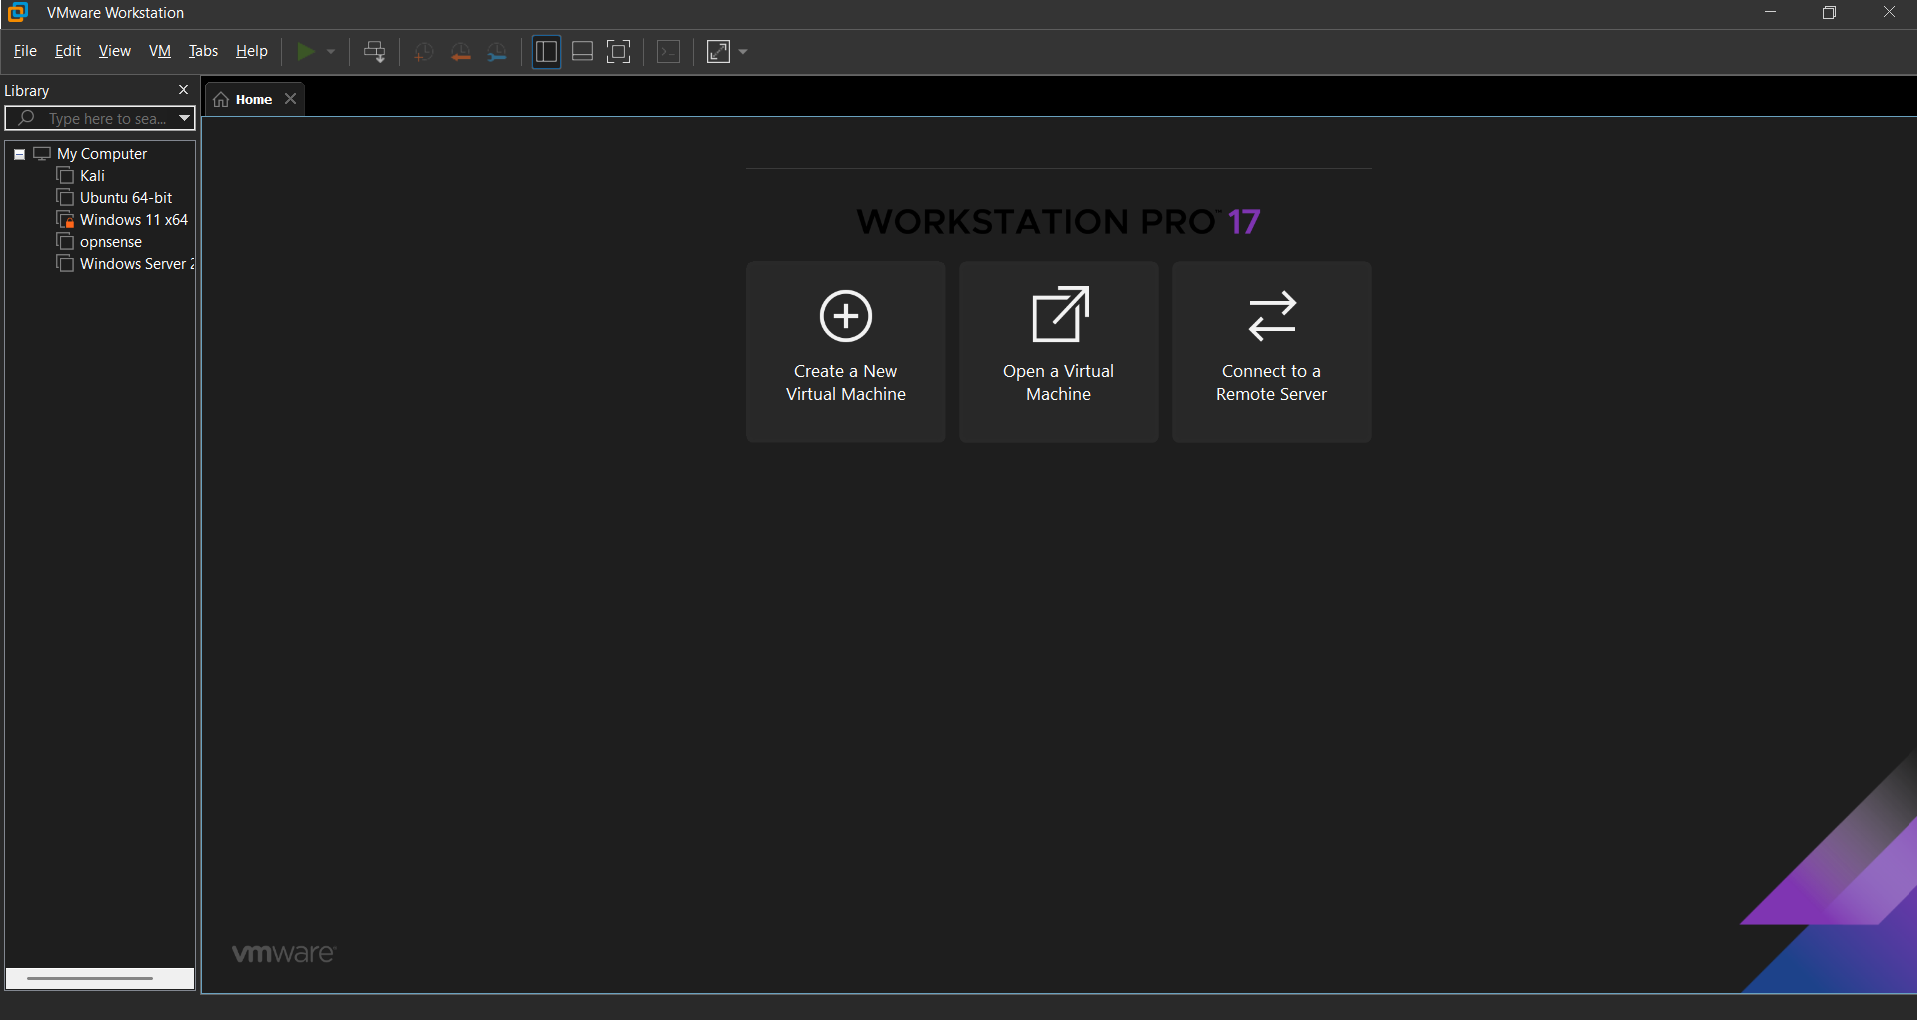 VMware Workstation
File Edit View VM Tabs Help
Library
Type here to sea...
Home
My Computer
Kali
Ubuntu 64-bit
Windows 11 x64
opnsense
Windows Server 2
WORKSTATION PRO™ 17
Create a New
Virtual Machine
Open a Virtual
Machine
Connect to a
Remote Server
vmware®